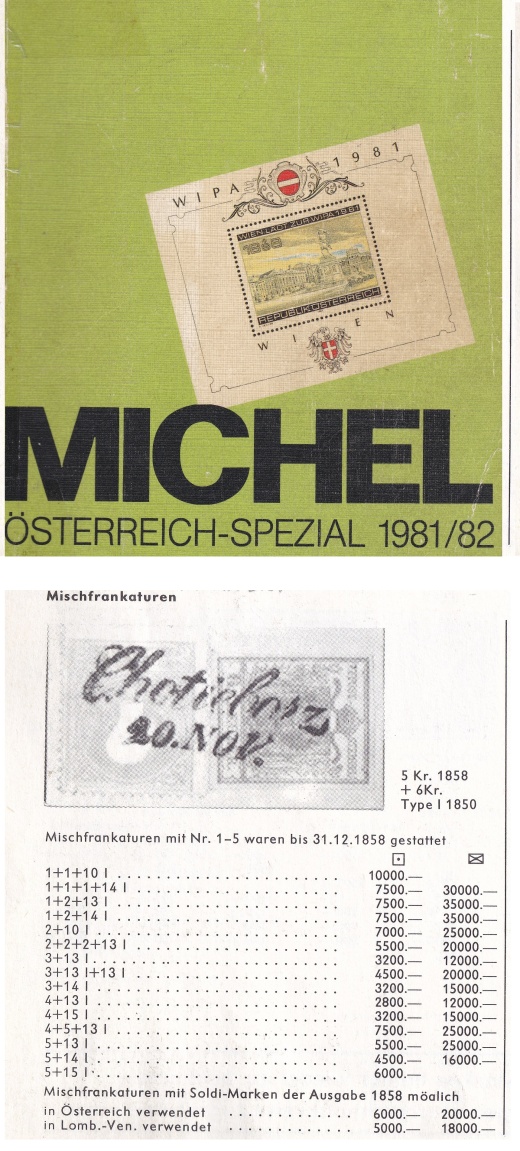 WIPA 1981
WIEN LÄDT ZUR WIPA 1981
REPUBLIK ÖSTERREICH
WIEN
MICHEL
ÖSTERREICH-SPEZIAL 1981/82
Mischfrankaturen
Chotieborz
20. NOV.
5 Kr. 1858
+ 6Kr.
Type I 1850
Mischfrankaturen mit Nr. 1–5 waren bis 31.12.1858 gestattet
1+1+10 I 10000.—
1+1+1+14 I 7500.— 30000.—
1+2+13 I 7500.— 35000.—
1+2+14 I 7500.— 35000.—
2+10 I 7000.— 25000.—
2+2+2+13 I 5500.— 20000.—
3+13 I 3200.— 12000.—
3+13 I+13 I 4500.— 20000.—
3+14 I 3200.— 15000.—
4+13 I 2800.— 12000.—
4+15 I 3200.— 15000.—
4+5+13 I 7500.— 25000.—
5+13 I 5500.— 25000.—
5+14 I 4500.— 16000.—
5+15 I 6000.—
Mischfrankaturen mit Soldi-Marken der Ausgabe 1858 möalich
in Österreich verwendet 6000.— 20000.—
in Lomb.-Ven. verwendet 5000.— 18000.—